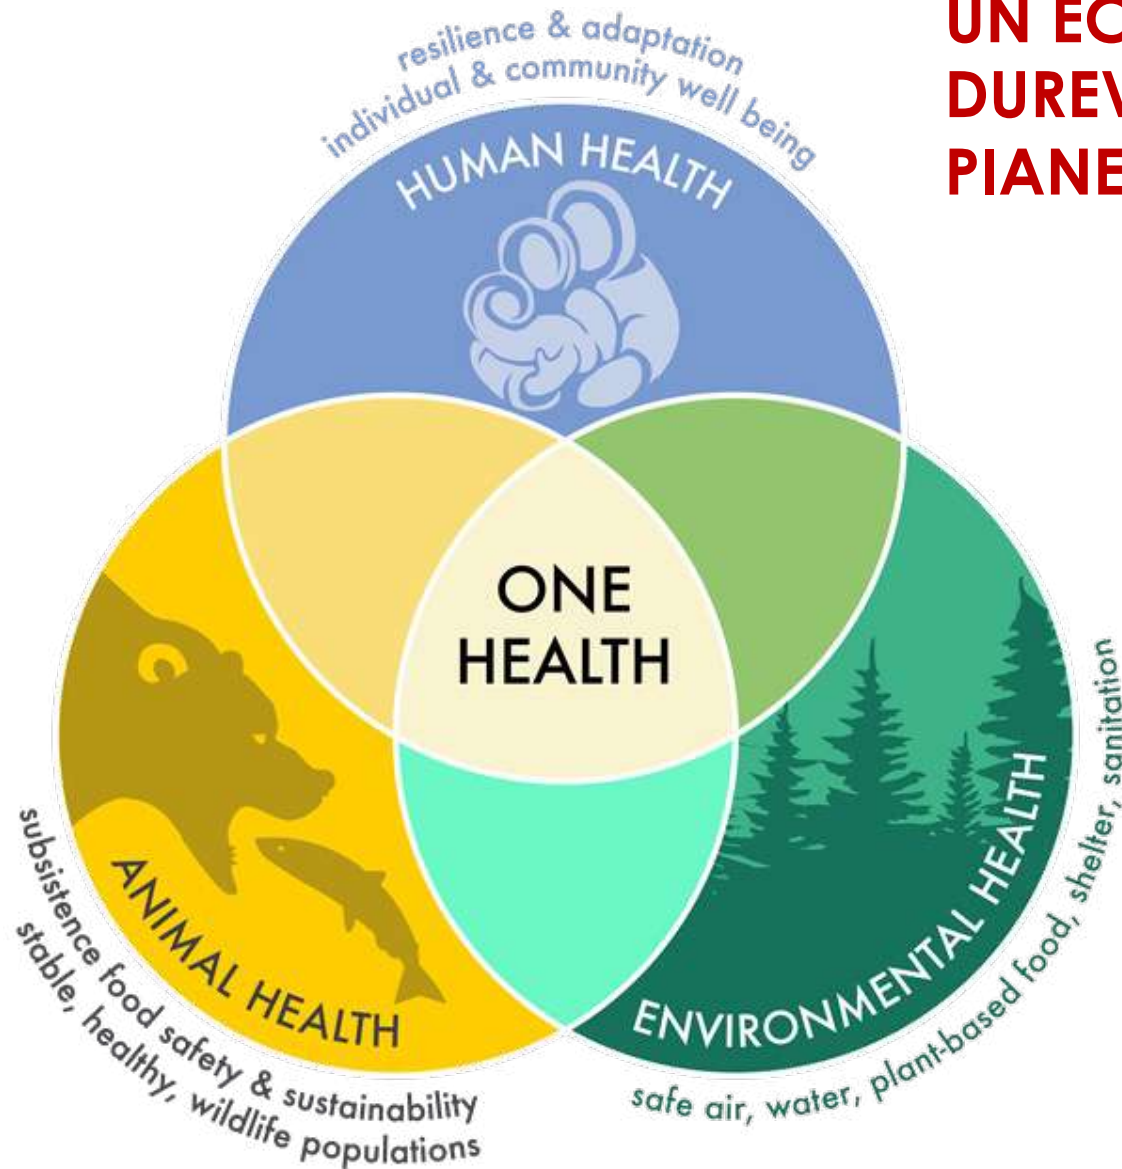 UN EC
DUREV
PIANE
resilience & adaptation
individual & community well being
HUMAN HEALTH
ONE
HEALTH
ANIMAL HEALTH
subsistence food safety & sustainability
stable, healthy, wildlife populations
ENVIRONMENTAL HEALTH
safe air, water, plant-based food, shelter, sanitation